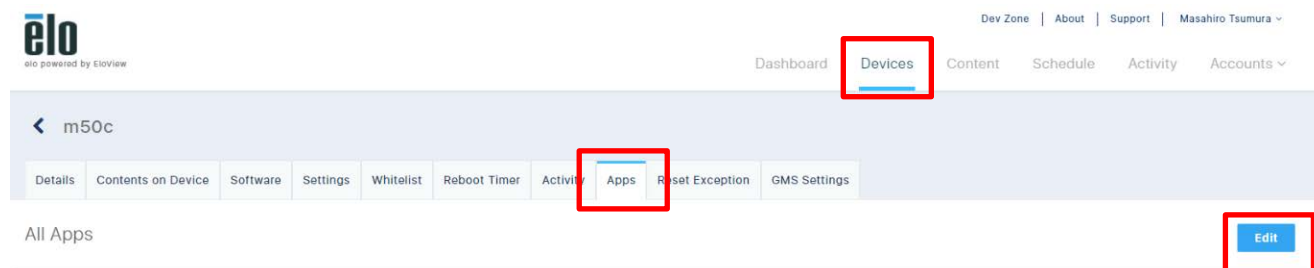 Dev Zone | About | Support | Masahiro Tsumura
ēlo
elo powered by EloView
Dashboard Devices Content Schedule Activity Accounts
m50c
Details Contents on Device Software Settings Whitelist Reboot Timer Activity Apps Reset Exception GMS Settings
All Apps Edit